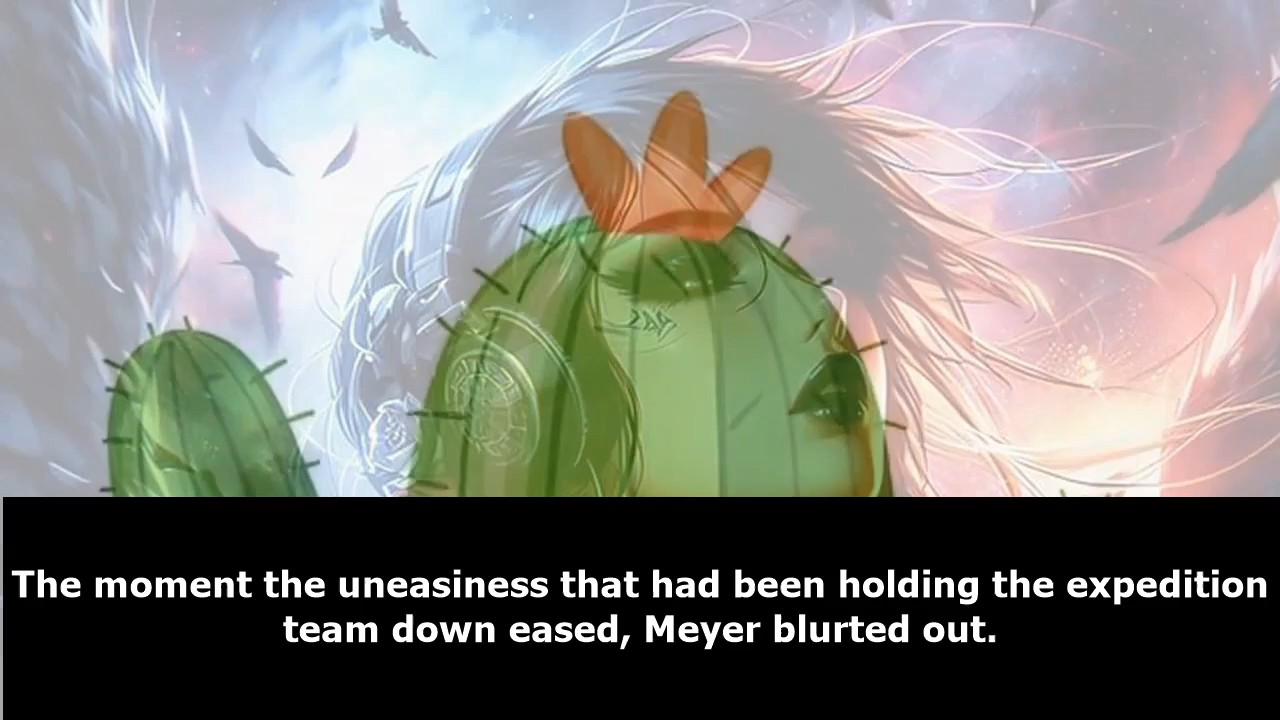 The moment the uneasiness that had been holding the expedition
team down eased, Meyer blurted out.